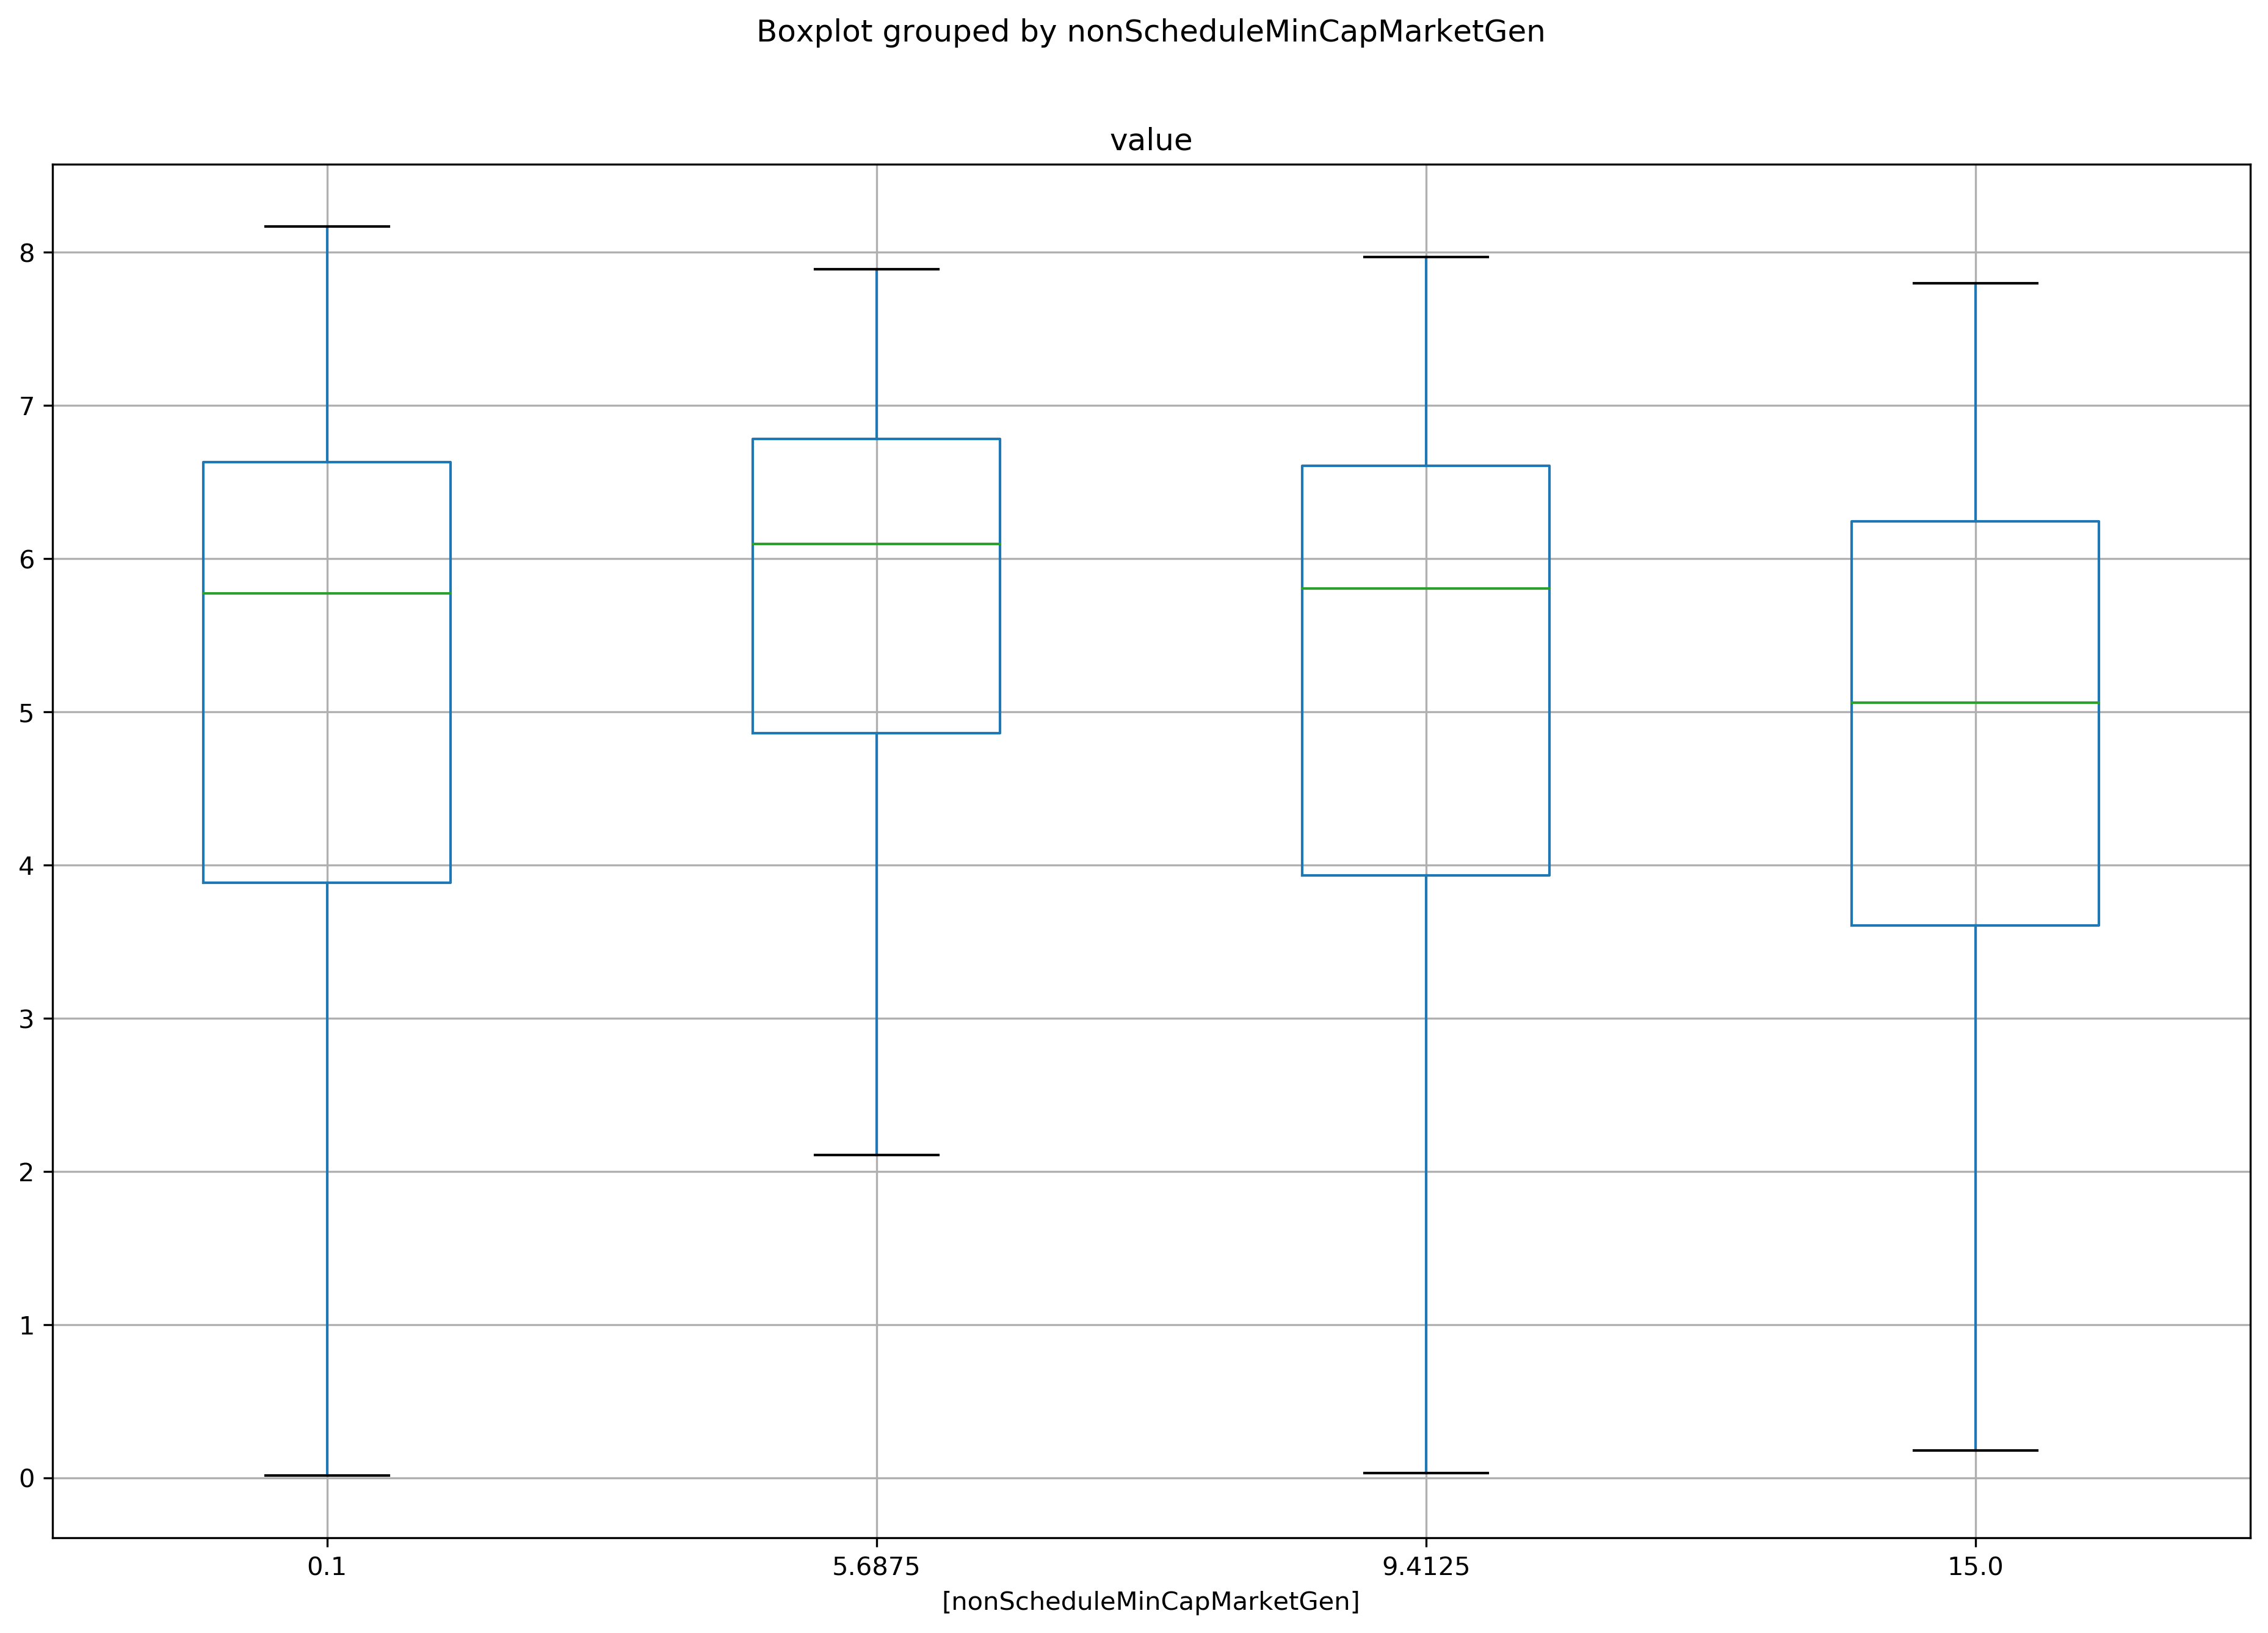 Boxplot grouped by nonScheduleMinCapMarketGen
value
8
7
6
5
4
3
2
1
0
0.1 5.6875 9.4125 15.0
[nonScheduleMinCapMarketGen]